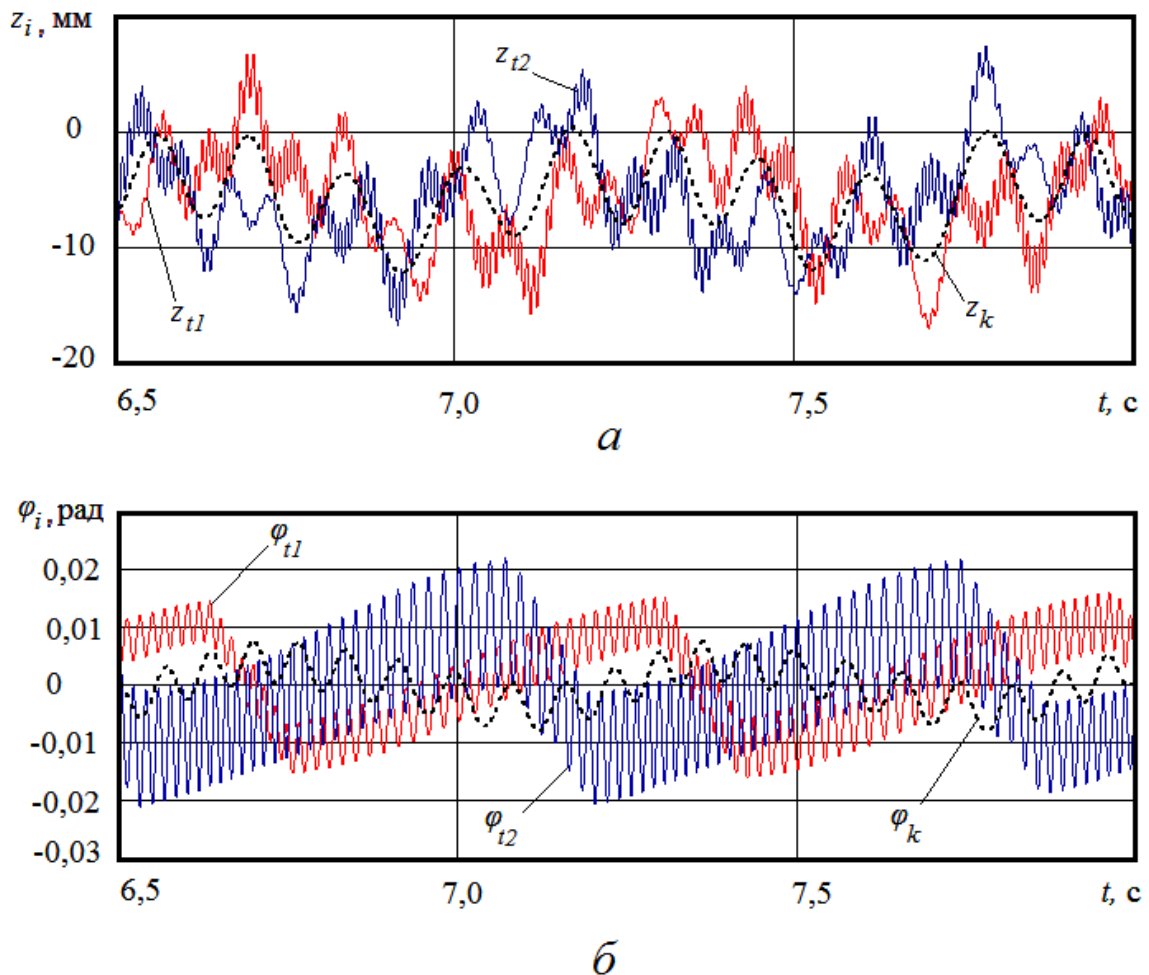 z_i, мм
z_t2
0
-10
z_t1
z_k
-20
6,5 7,0 7,5 t, с
а
φ_i, рад
φ_t1
0,02
0,01
0
-0,01
-0,02
φ_t2 φ_k
-0,03
6,5 7,0 7,5 t, с
б